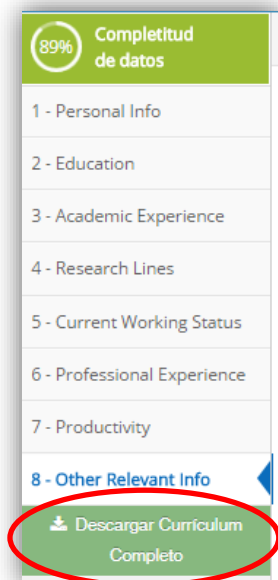 89%
Completitud
de datos
1 - Personal Info
2 - Education
3 - Academic Experience
4 - Research Lines
5 - Current Working Status
6 - Professional Experience
7 - Productivity
8 - Other Relevant Info
Descargar Currículum
Completo